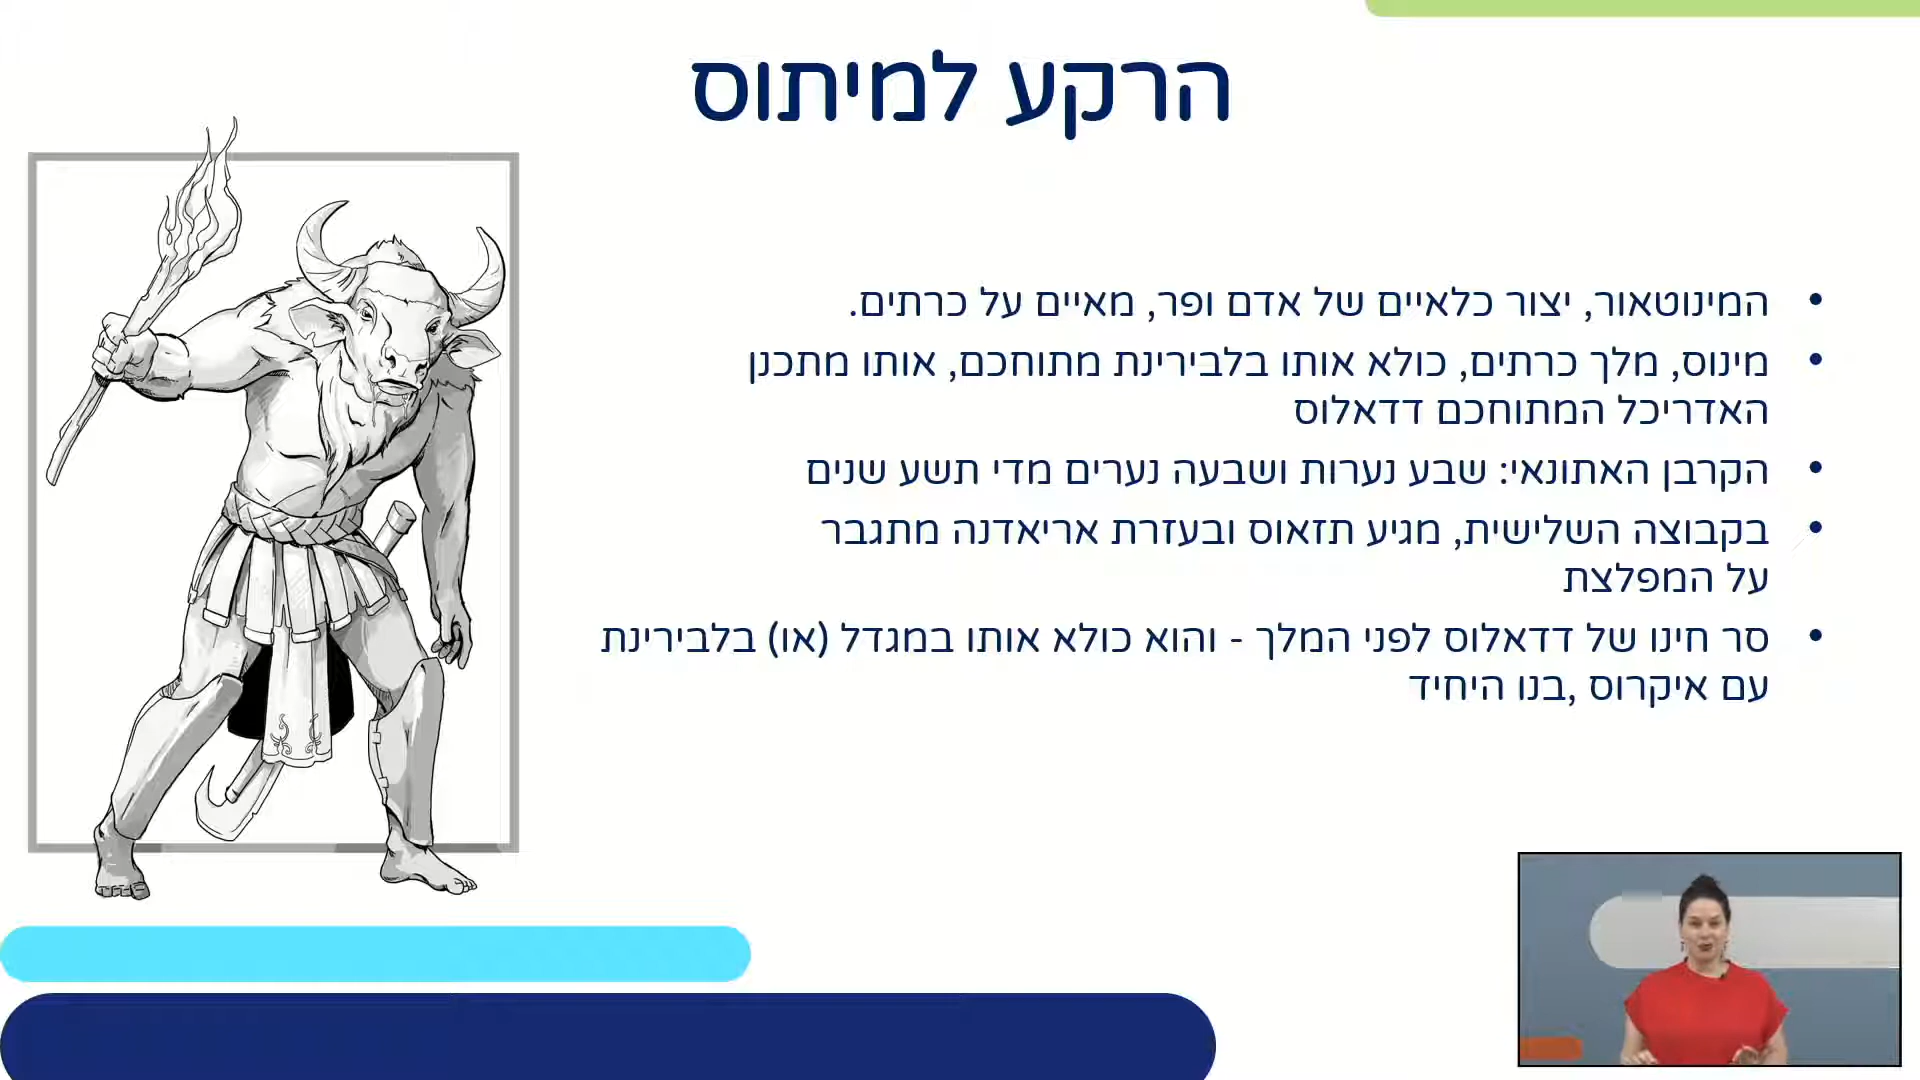 הרקע למיתוס
• המינוטאור, יצור כלאיים של אדם ופר, מאיים על כרתים.
• מינוס, מלך כרתים, כולא אותו בלבירינת מתוחכם, אותו מתכנן
האדריכל המתוחכם דדאלוס
• הקרבן האתונאי: שבע נערות ושבעה נערים מדי תשע שנים
• בקבוצה השלישית, מגיע תזאוס ובעזרת אריאדנה מתגבר
על המפלצת
• סר חינו של דדאלוס לפני המלך - והוא כולא אותו במגדל (או) בלבירינת
עם איקרוס ,בנו היחיד